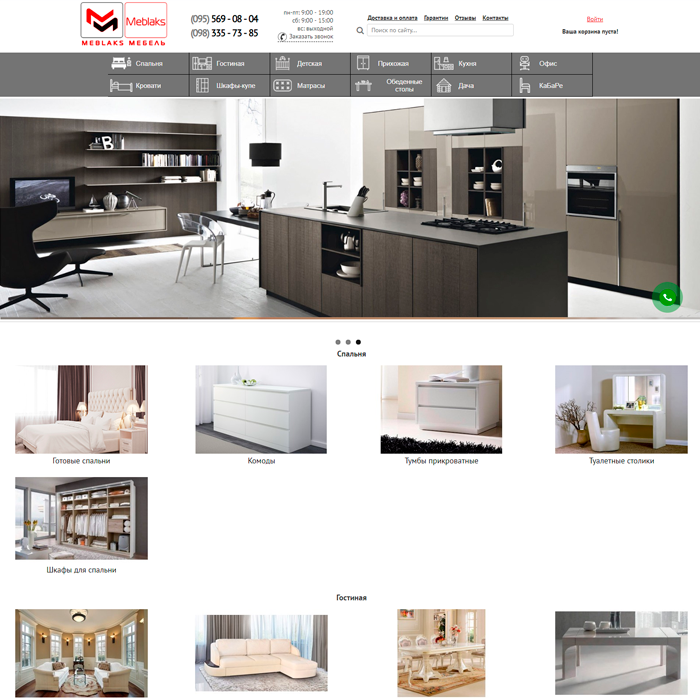 Meblaks
MEBLAKS МЕБЕЛЬ
(095) 569 - 08 - 04
(098) 335 - 73 - 85
пн-пт: 9:00 - 19:00
сб: 9:00 - 15:00
вс: выходной
Заказать звонок
Доставка и оплата Гарантии Отзывы Контакты
Поиск по сайту...
Войти
Ваша корзина пуста!
Спальня Гостиная Детская Прихожая Кухня Офис
Кровати Шкафы-купе Матрасы Обеденные столы Дача КаБаРе
Спальня
Готовые спальни Комоды Тумбы прикроватные Туалетные столики
Шкафы для спальни
Гостиная